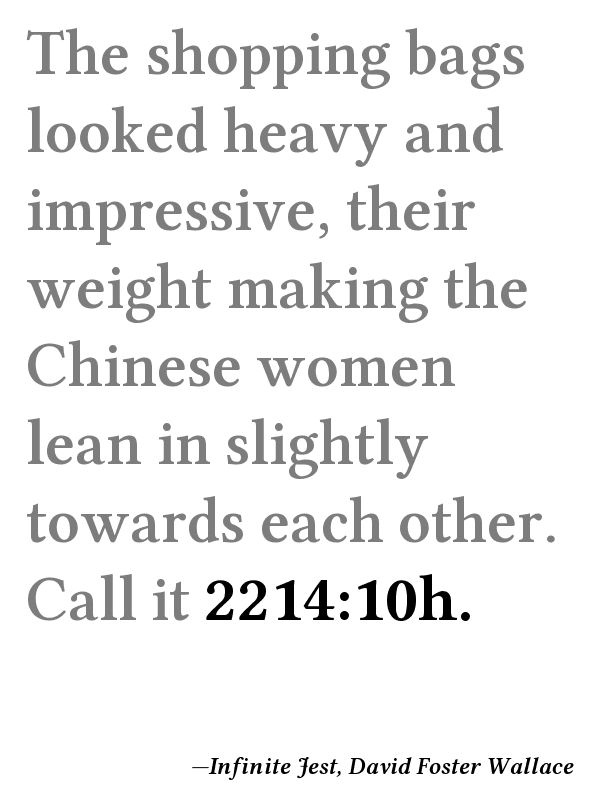 The shopping bags
looked heavy and
impressive, their
weight making the
Chinese women
lean in slightly
towards each other.
Call it 2214:10h.
—Infinite Jest, David Foster Wallace